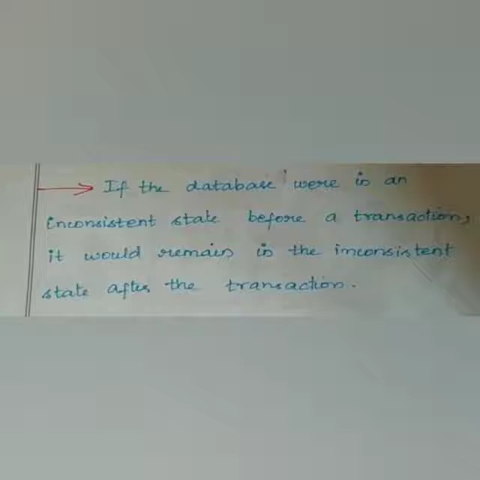 → If the database were in an
inconsistent state before a transaction,
it would remain in the inconsistent
state after the transaction.